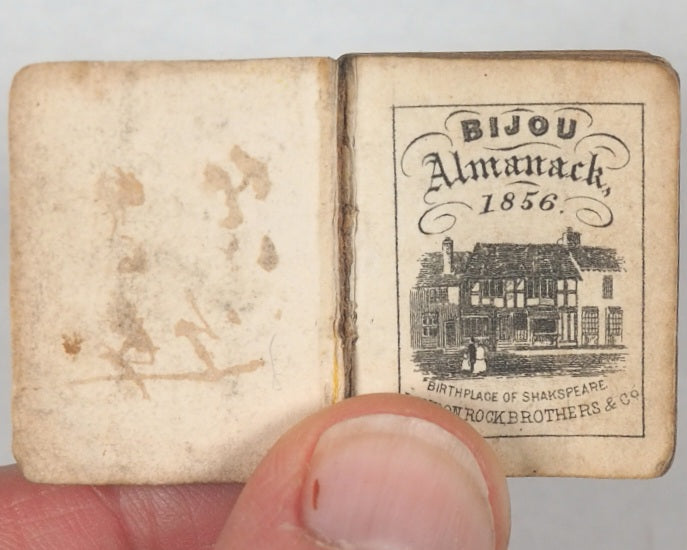 BIJOU
Almanack,
1856.
BIRTHPLACE OF SHAKSPEARE.
ROCK, BROTHERS & Co.